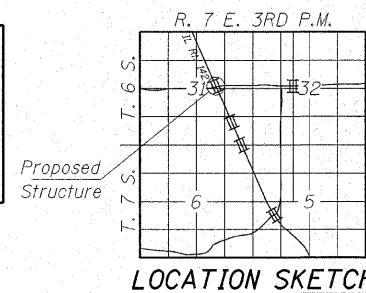 R. 7 E. 3RD P.M.
IL Rt. 142
T. 6 S.
31
32
Proposed
Structure
T. 7 S.
6
5
LOCATION SKETCH